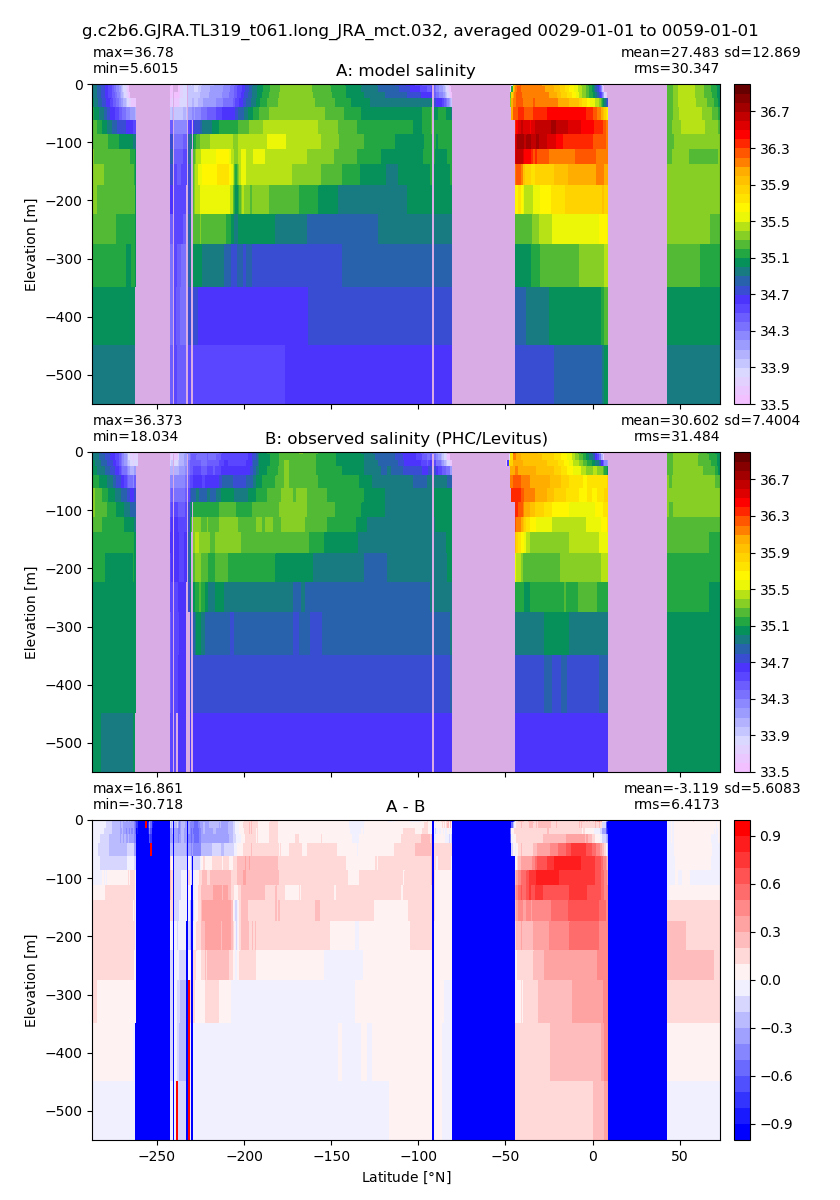 g.c2b6.GJRA.TL319_t061.long_JRA_mct.032, averaged 0029-01-01 to 0059-01-01
max=36.78
min=5.6015
A: model salinity
mean=27.483 sd=12.869
rms=30.347
0
−100
−200
−300
−400
−500
Elevation [m]
36.7
36.3
35.9
35.5
35.1
34.7
34.3
33.9
33.5
max=36.373
min=18.034
B: observed salinity (PHC/Levitus)
mean=30.602 sd=7.4004
rms=31.484
0
−100
−200
−300
−400
−500
Elevation [m]
36.7
36.3
35.9
35.5
35.1
34.7
34.3
33.9
33.5
max=16.861
min=-30.718
A - B
mean=-3.119 sd=5.6083
rms=6.4173
0
−100
−200
−300
−400
−500
Elevation [m]
0.9
0.6
0.3
0.0
−0.3
−0.6
−0.9
−250
−200
−150
−100
−50
0
50
Latitude [°N]